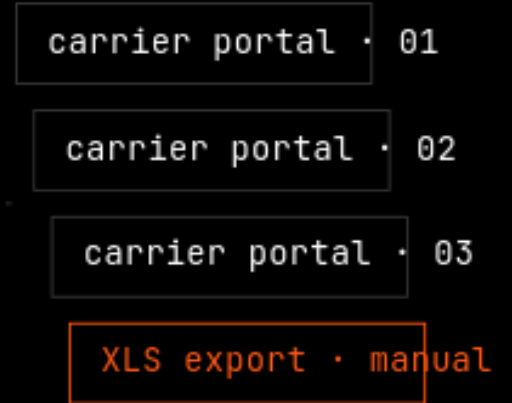 carrier portal · 01
carrier portal · 02
carrier portal · 03
XLS export · manual